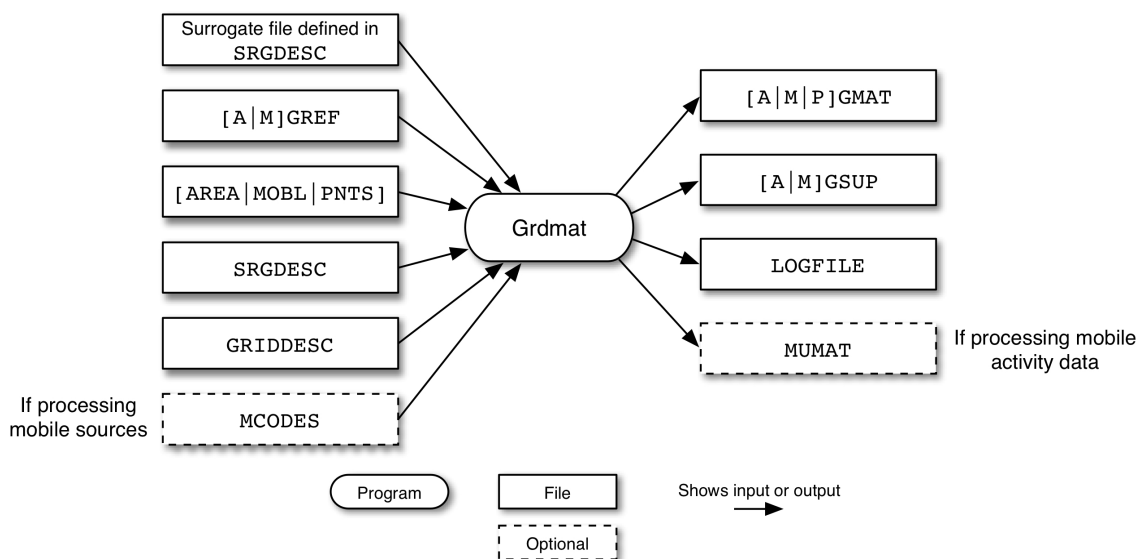 Surrogate file defined in
SRGDESC
[A|M]GREF
[AREA|MOBL|PNTS]
SRGDESC
GRIDDESC
If processing
mobile sources
MCODES
Grdmat
[A|M|P]GMAT
[A|M]GSUP
LOGFILE
MUMAT
If processing mobile
activity data
Program
File
Shows input or output
Optional